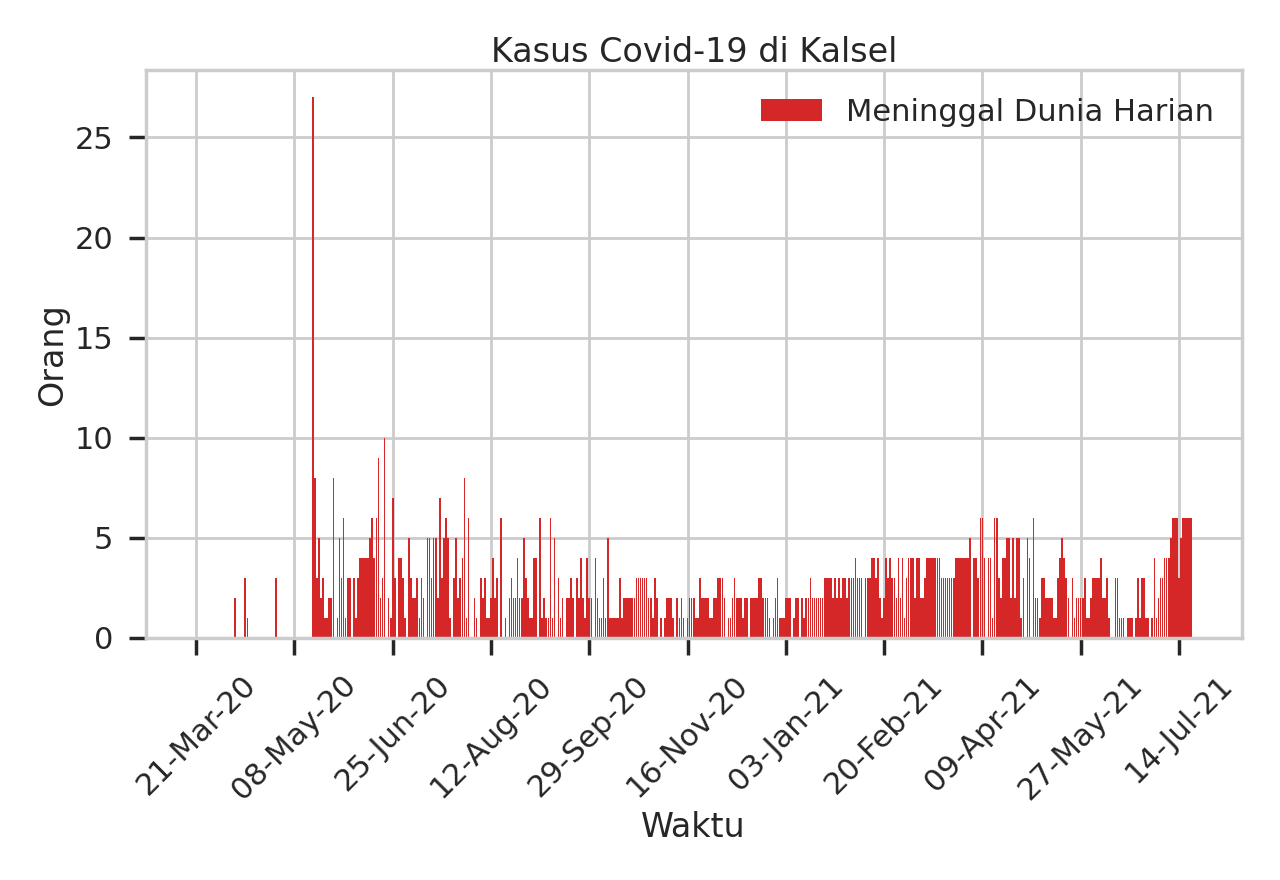 Kasus Covid-19 di Kalsel
Meninggal Dunia Harian
Orang
25
20
15
10
5
0
21-Mar-20
08-May-20
25-Jun-20
12-Aug-20
29-Sep-20
16-Nov-20
03-Jan-21
20-Feb-21
09-Apr-21
27-May-21
14-Jul-21
Waktu